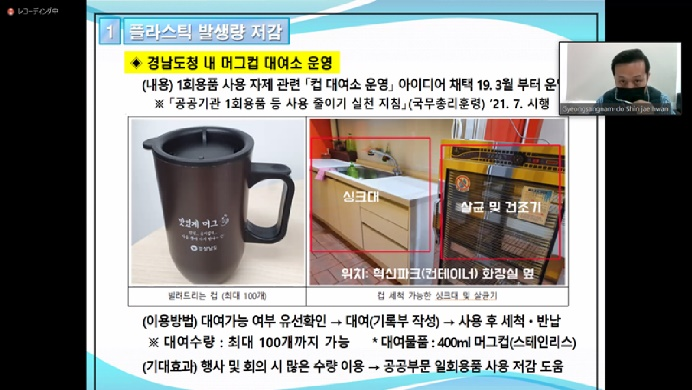 レコーディング中
1 플라스틱 발생량 저감
◈ 경남도청 내 머그컵 대여소 운영
(내용) 1회용품 사용 자제 관련 「컵 대여소 운영」 아이디어 채택 19. 3월 부터 운영
※ 「공공기관 1회용품 등 사용 줄이기 실천 지침」(국무총리훈령) ‘21. 7. 시행
Gyeongsangnam-do Shin jae hwan
맛있게 머그
경상남도
싱크대
살균 및 건조기
위치: 혁신파크(컨테이너) 화장실 옆
빌려드리는 컵 (최대 100개)
컵 세척 가능한 싱크대 및 살균기
(이용방법) 대여가능 여부 유선확인 → 대여(기록부 작성) → 사용 후 세척·반납
※ 대여수량 : 최대 100개까지 가능 * 대여물품 : 400ml 머그컵(스테인리스)
(기대효과) 행사 및 회의 시 많은 수량 이용 → 공공부문 일회용품 사용 저감 도움